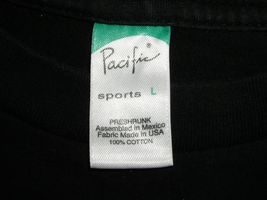 Pacific®
sports L
PRESHRUNK
Assembled in Mexico
Fabric Made in USA
100% COTTON